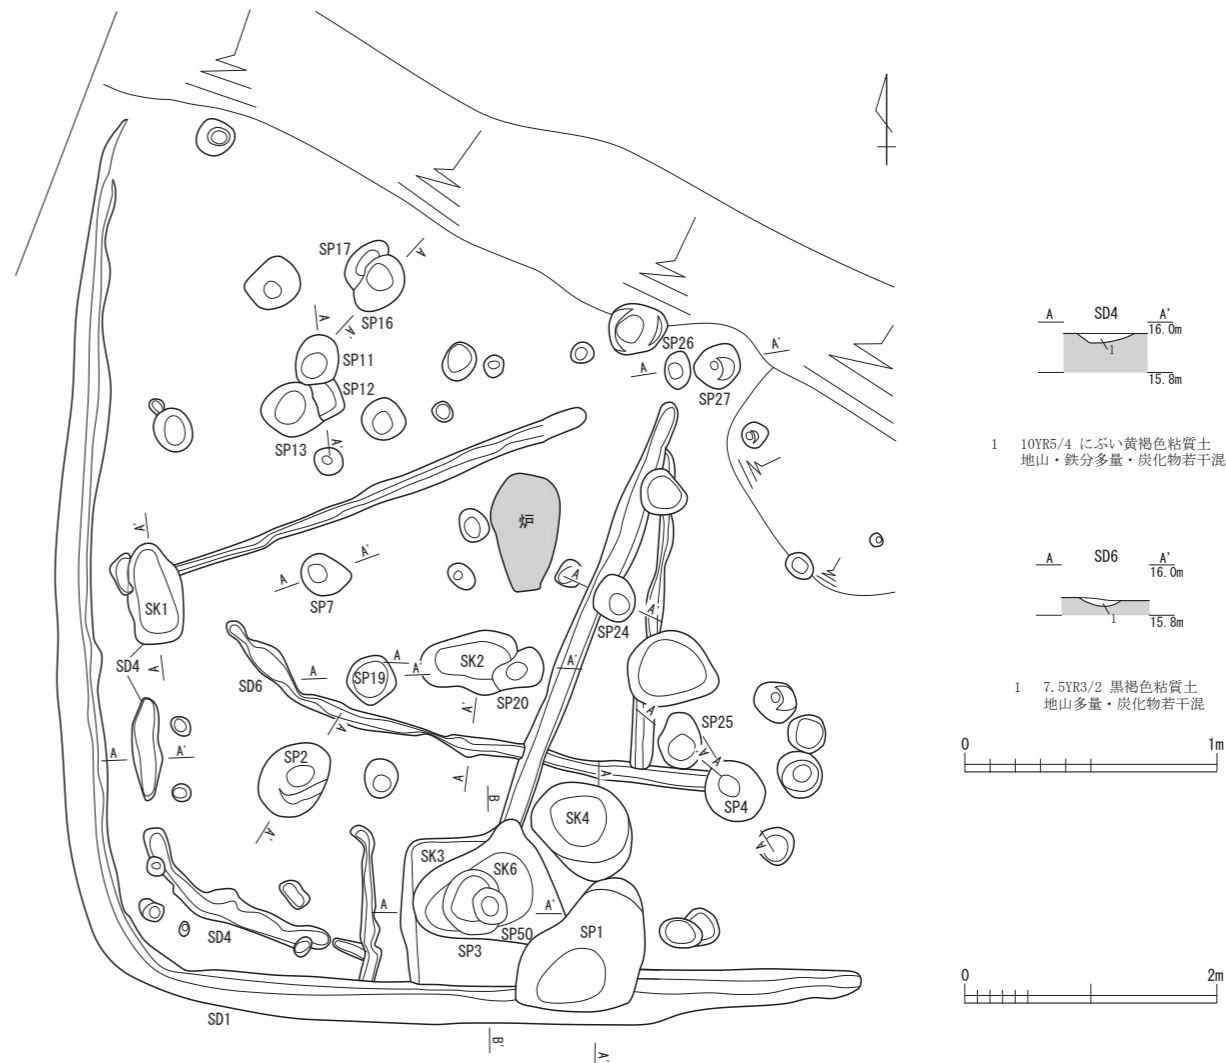 SP17
A
SP16
A
A'
SP11
SP12
SP13
A'
SP26
A
A'
SP27
A SD4 A'
16.0m
1
15.8m
1 10YR5/4 にぶい黄褐色粘質土
地山・鉄分多量・炭化物若干混
炉
A'
SK1
SD4
A
A A'
SP7
A
A'
SP24
A SD6 A'
16.0m
1
15.8m
1 7.5YR3/2 黒褐色粘質土
地山多量・炭化物若干混
SD6
A
SP19
A
A'
SK2
SP20
A'
A'
A
SP25
A
A
A A'
SP2
A
A'
A
B
A
SP4
A
0 1m
SK4
SK3
SK6
A
A'
SP50
SP3
SP1
SD4
SD1
B'
A'
0 2m